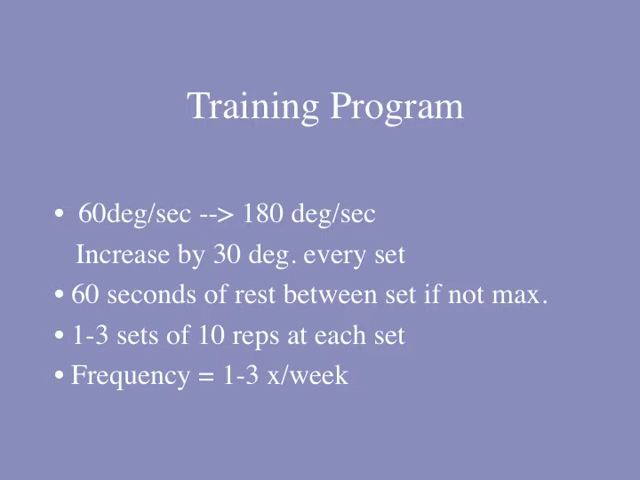 Training Program
• 60deg/sec --> 180 deg/sec
Increase by 30 deg. every set
• 60 seconds of rest between set if not max.
• 1-3 sets of 10 reps at each set
• Frequency = 1-3 x/week